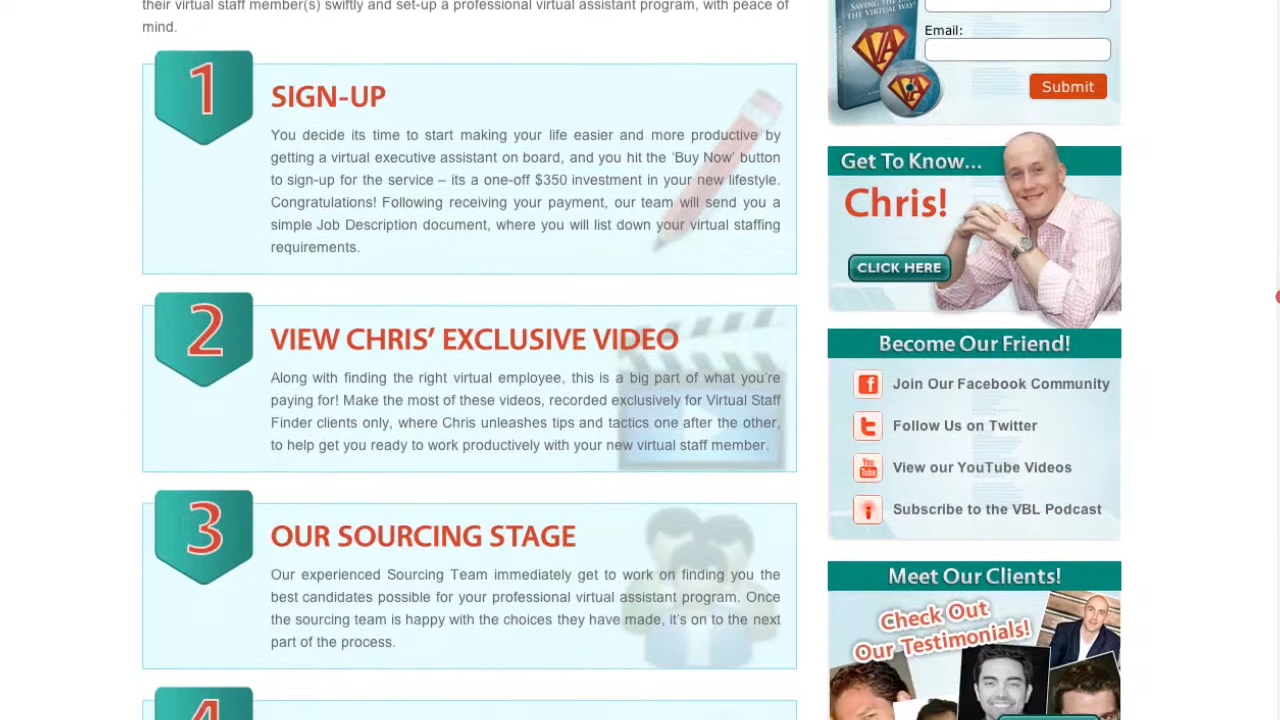 their virtual staff member(s) swiftly and set-up a professional virtual assistant program, with peace of
mind.
1
SIGN-UP
You decide its time to start making your life easier and more productive by
getting a virtual executive assistant on board, and you hit the ‘Buy Now’ button
to sign-up for the service – its a one-off $350 investment in your new lifestyle.
Congratulations! Following receiving your payment, our team will send you a
simple Job Description document, where you will list down your virtual staffing
requirements.
2
VIEW CHRIS’ EXCLUSIVE VIDEO
Along with finding the right virtual employee, this is a big part of what you’re
paying for! Make the most of these videos, recorded exclusively for Virtual Staff
Finder clients only, where Chris unleashes tips and tactics one after the other,
to help get you ready to work productively with your new virtual staff member.
3
OUR SOURCING STAGE
Our experienced Sourcing Team immediately get to work on finding you the
best candidates possible for your professional virtual assistant program. Once
the sourcing team is happy with the choices they have made, it’s on to the next
part of the process.
4
SAVING THE
THE VIRTUAL WAY!
VA
VA
Email:
Submit
Get To Know...
Chris!
CLICK HERE
Become Our Friend!
Join Our Facebook Community
Follow Us on Twitter
You Tube
View our YouTube Videos
Subscribe to the VBL Podcast
Meet Our Clients!
Check Out
Our Testimonials!